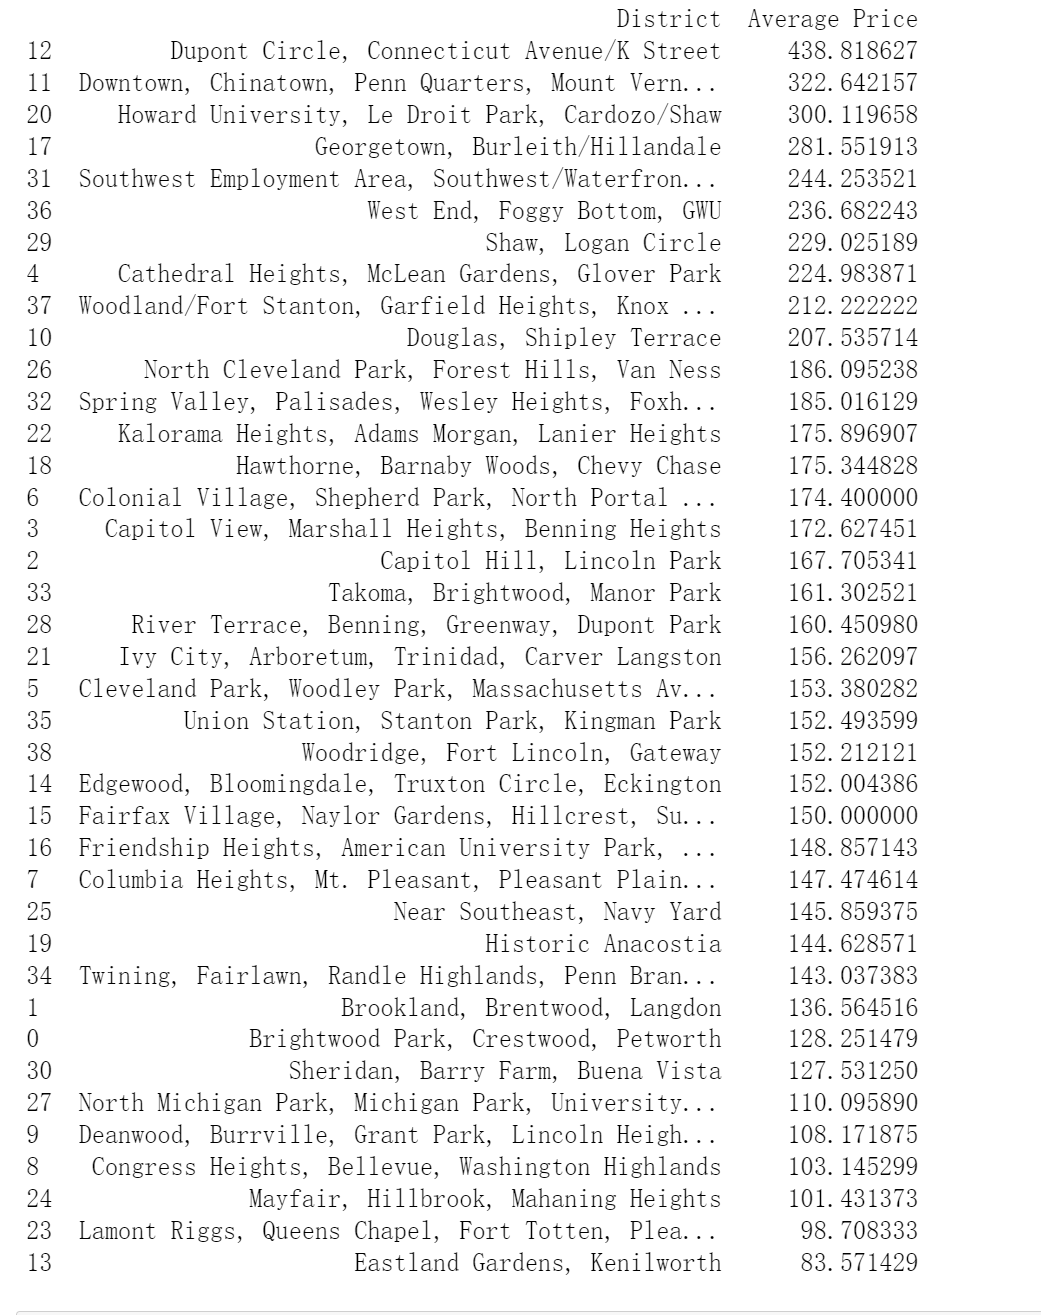 District Average Price
12 Dupont Circle, Connecticut Avenue/K Street 438.818627
11 Downtown, Chinatown, Penn Quarters, Mount Vern... 322.642157
20 Howard University, Le Droit Park, Cardozo/Shaw 300.119658
17 Georgetown, Burleith/Hillandale 281.551913
31 Southwest Employment Area, Southwest/Waterfron... 244.253521
36 West End, Foggy Bottom, GWU 236.682243
29 Shaw, Logan Circle 229.025189
4 Cathedral Heights, McLean Gardens, Glover Park 224.983871
37 Woodland/Fort Stanton, Garfield Heights, Knox ... 212.222222
10 Douglas, Shipley Terrace 207.535714
26 North Cleveland Park, Forest Hills, Van Ness 186.095238
32 Spring Valley, Palisades, Wesley Heights, Foxh... 185.016129
22 Kalorama Heights, Adams Morgan, Lanier Heights 175.896907
18 Hawthorne, Barnaby Woods, Chevy Chase 175.344828
6 Colonial Village, Shepherd Park, North Portal ... 174.400000
3 Capitol View, Marshall Heights, Benning Heights 172.627451
2 Capitol Hill, Lincoln Park 167.705341
33 Takoma, Brightwood, Manor Park 161.302521
28 River Terrace, Benning, Greenway, Dupont Park 160.450980
21 Ivy City, Arboretum, Trinidad, Carver Langston 156.262097
5 Cleveland Park, Woodley Park, Massachusetts Av... 153.380282
35 Union Station, Stanton Park, Kingman Park 152.493599
38 Woodridge, Fort Lincoln, Gateway 152.212121
14 Edgewood, Bloomingdale, Truxton Circle, Eckington 152.004386
15 Fairfax Village, Naylor Gardens, Hillcrest, Su... 150.000000
16 Friendship Heights, American University Park, ... 148.857143
7 Columbia Heights, Mt. Pleasant, Pleasant Plain... 147.474614
25 Near Southeast, Navy Yard 145.859375
19 Historic Anacostia 144.628571
34 Twining, Fairlawn, Randle Highlands, Penn Bran... 143.037383
1 Brookland, Brentwood, Langdon 136.564516
0 Brightwood Park, Crestwood, Petworth 128.251479
30 Sheridan, Barry Farm, Buena Vista 127.531250
27 North Michigan Park, Michigan Park, University... 110.095890
9 Deanwood, Burrville, Grant Park, Lincoln Heigh... 108.171875
8 Congress Heights, Bellevue, Washington Highlands 103.145299
24 Mayfair, Hillbrook, Mahaning Heights 101.431373
23 Lamont Riggs, Queens Chapel, Fort Totten, Plea... 98.708333
13 Eastland Gardens, Kenilworth 83.571429